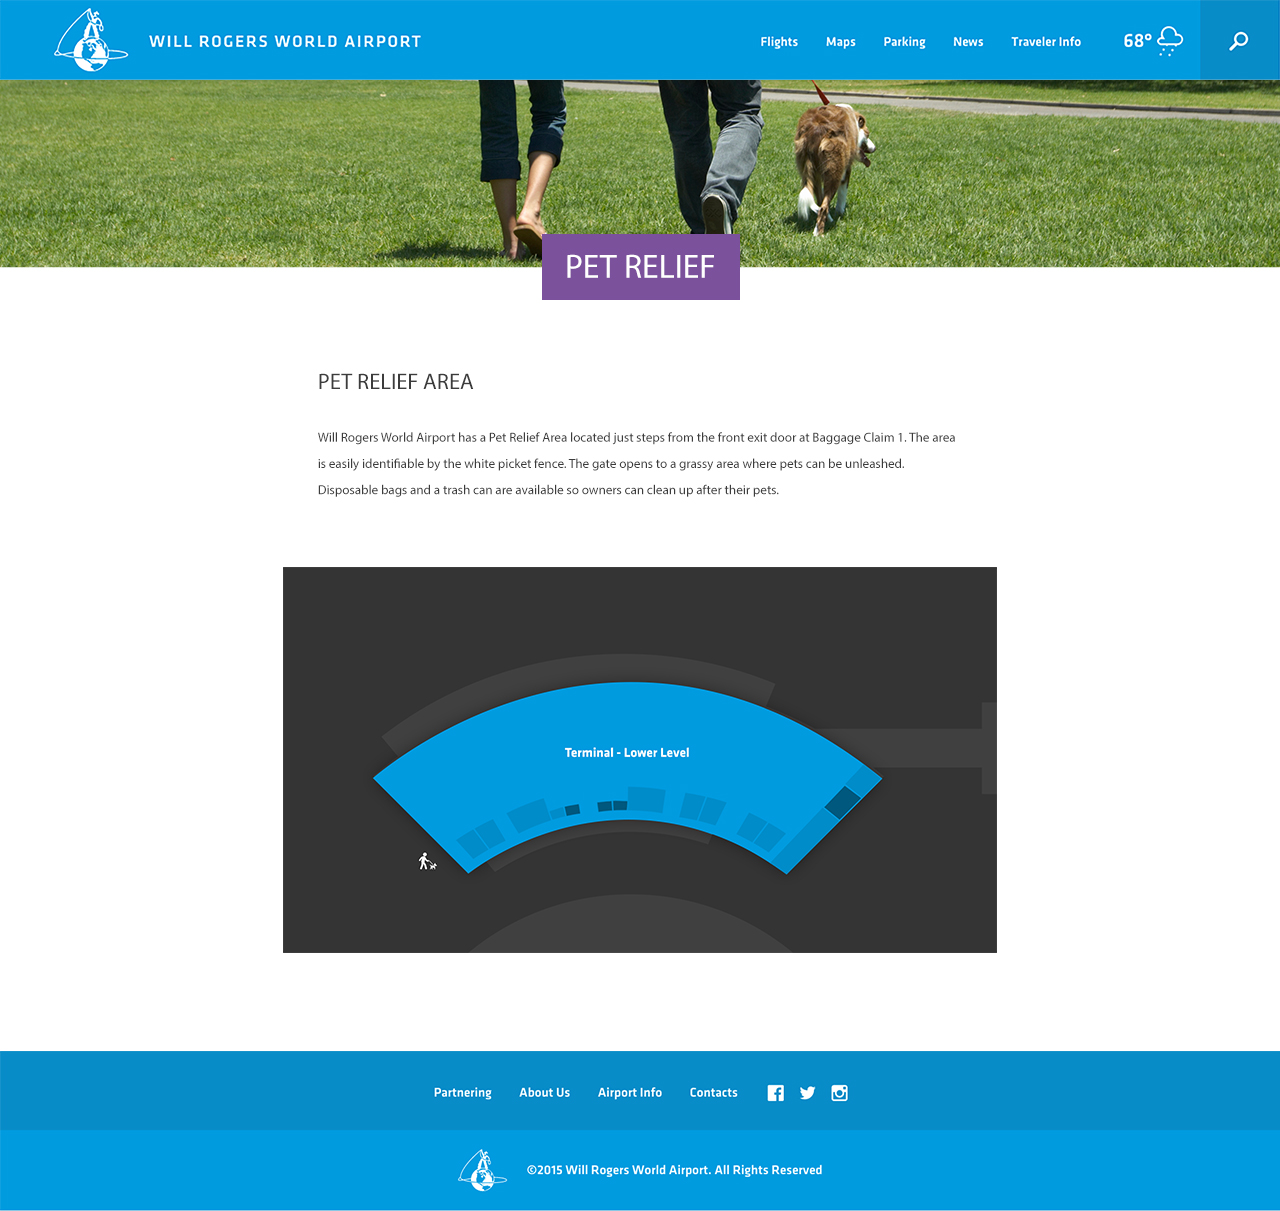 WILL ROGERS WORLD AIRPORT
Flights
Maps
Parking
News
Traveler Info
68°
PET RELIEF
PET RELIEF AREA
Will Rogers World Airport has a Pet Relief Area located just steps from the front exit door at Baggage Claim 1. The area
is easily identifiable by the white picket fence. The gate opens to a grassy area where pets can be unleashed.
Disposable bags and a trash can are available so owners can clean up after their pets.
Terminal - Lower Level
Partnering
About Us
Airport Info
Contacts
©2015 Will Rogers World Airport. All Rights Reserved